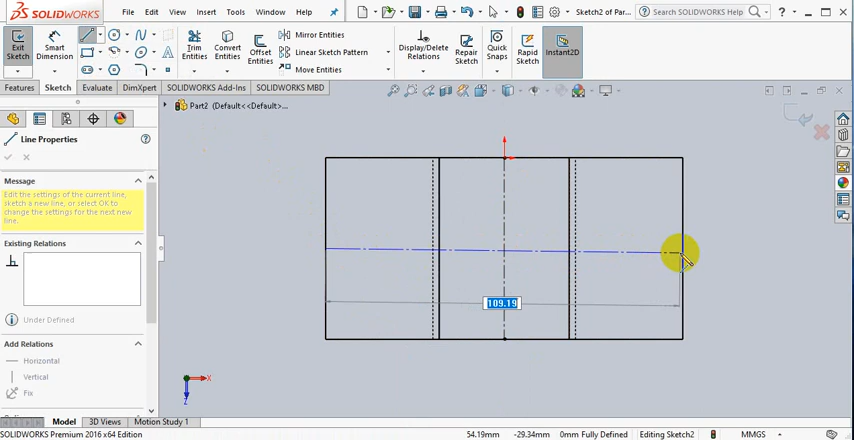 SOLIDWORKS
File Edit View Insert Tools Window Help
Sketch2 of Par...
Search SOLIDWORKS Help
Exit Sketch
Smart Dimension
Trim Entities
Convert Entities
Offset Entities
Mirror Entities
Linear Sketch Pattern
Move Entities
Display/Delete Relations
Repair Sketch
Quick Snaps
Rapid Sketch
Instant2D
Features Sketch Evaluate DimXpert SOLIDWORKS Add-Ins SOLIDWORKS MBD
Part2 (Default<<Default>...
Line Properties
Message
Edit the settings of the current line,
sketch a new line, or select OK to
change the settings for the next new
line.
Existing Relations
Under Defined
Add Relations
Horizontal
Vertical
Fix
109.19
X
Z
Model 3D Views Motion Study 1
SOLIDWORKS Premium 2016 x64 Edition 54.19mm -29.34mm 0mm Fully Defined Editing Sketch2 MMGS